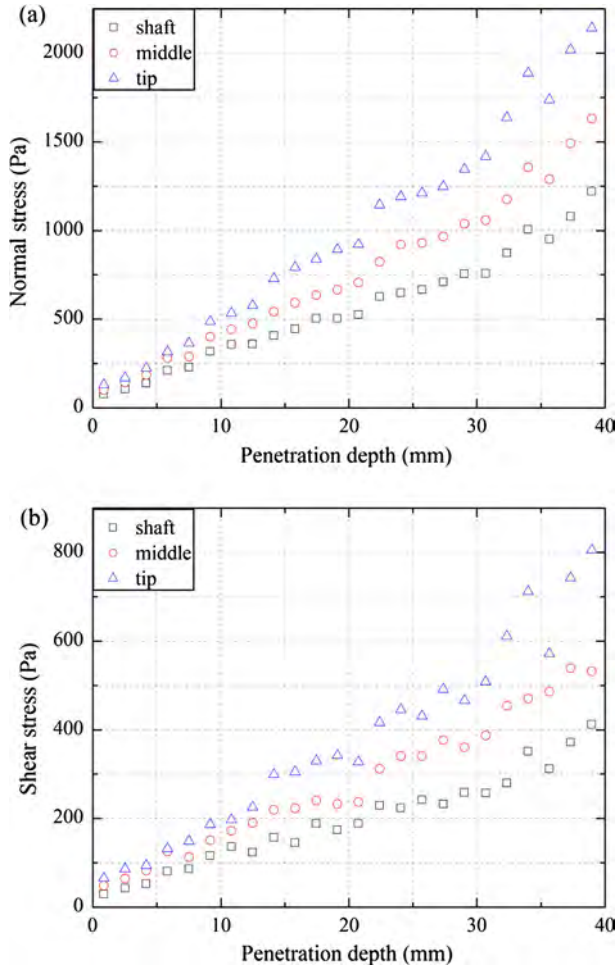 (a)
shaft
middle
tip
2000
1500
1000
500
0
Normal stress (Pa)
0 10 20 30 40
Penetration depth (mm)
(b)
shaft
middle
tip
800
600
400
200
0
Shear stress (Pa)
0 10 20 30 40
Penetration depth (mm)